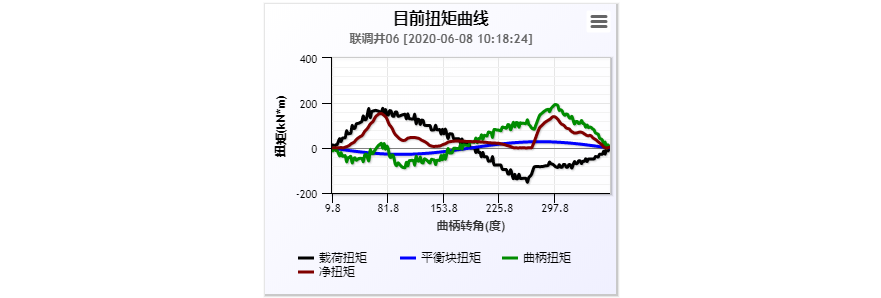 目前扭矩曲线
联调井06 [2020-06-08 10:18:24]
扭矩(kN*m)
400
200
0
-200
9.8 81.8 153.8 225.8 297.8
曲柄转角(度)
载荷扭矩 平衡块扭矩 曲柄扭矩
净扭矩